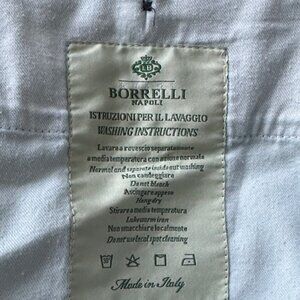 LB
BORRELLI
NAPOLI
ISTRUZIONI PER IL LAVAGGIO
WASHING INSTRUCTIONS
Lavare a rovescio separatamente
a media temperatura con azione normale
Normal and separate inside out washing
Non candeggiare
Do not bleach
Asciugare appeso
Hang dry
Stirare a media temperatura
Lukewarm iron
Non smacchiare localmente
Do not use local spot cleaning
Made in Italy